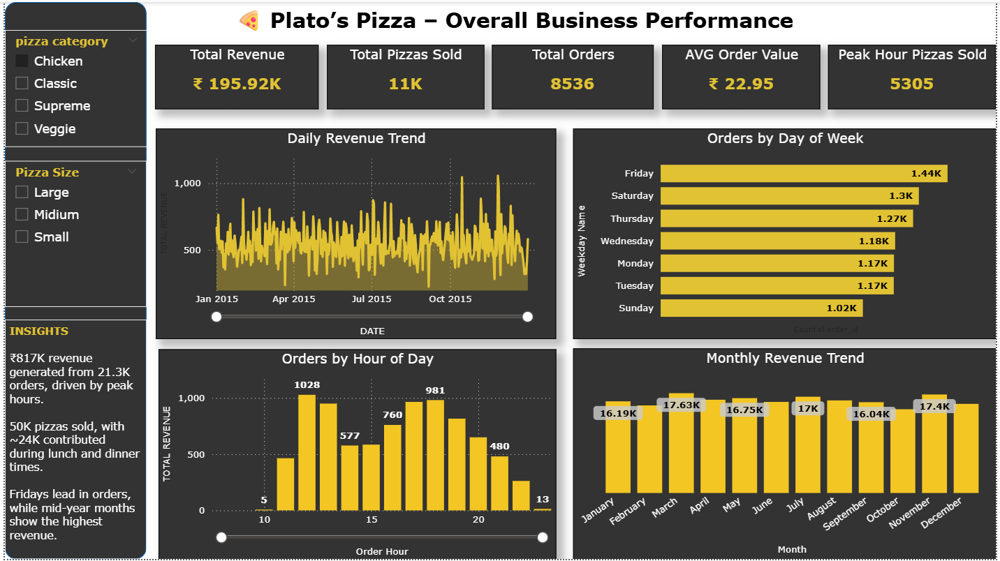 🍕 Plato’s Pizza – Overall Business Performance
pizza category
Chicken
Classic
Supreme
Veggie
Pizza Size
Large
Midium
Small
INSIGHTS
₹817K revenue
generated from 21.3K
orders, driven by peak
hours.
50K pizzas sold, with
~24K contributed
during lunch and dinner
times.
Fridays lead in orders,
while mid-year months
show the highest
revenue.
Total Revenue
₹ 195.92K
Total Pizzas Sold
11K
Total Orders
8536
AVG Order Value
₹ 22.95
Peak Hour Pizzas Sold
5305
Daily Revenue Trend
TOTAL REVENUE
1,000
500
Jan 2015 Apr 2015 Jul 2015 Oct 2015
DATE
Orders by Day of Week
Weekday Name
Friday 1.44K
Saturday 1.3K
Thursday 1.27K
Wednesday 1.18K
Monday 1.17K
Tuesday 1.17K
Sunday 1.02K
Count of order_id
Orders by Hour of Day
TOTAL REVENUE
1,000
500
0
5 1028 577 760 981 480 13
10 15 20
Order Hour
Monthly Revenue Trend
16.19K 17.63K 16.75K 17K 16.04K 17.4K
January February March April May June July August September October November December
Month